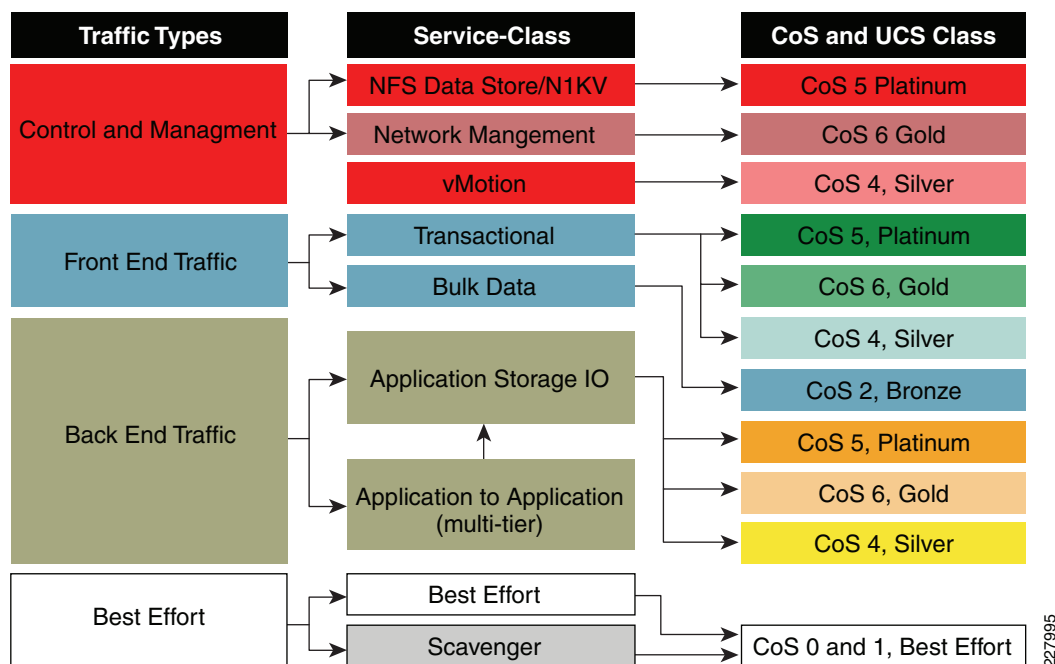 Traffic Types
Service-Class
CoS and UCS Class
Control and Managment
NFS Data Store/N1KV
CoS 5 Platinum
Network Mangement
CoS 6 Gold
vMotion
CoS 4, Silver
Front End Traffic
Transactional
CoS 5, Platinum
Bulk Data
CoS 6, Gold
CoS 4, Silver
CoS 2, Bronze
Back End Traffic
Application Storage IO
Application to Application
(multi-tier)
CoS 5, Platinum
CoS 6, Gold
CoS 4, Silver
Best Effort
Best Effort
Scavenger
CoS 0 and 1, Best Effort
227995